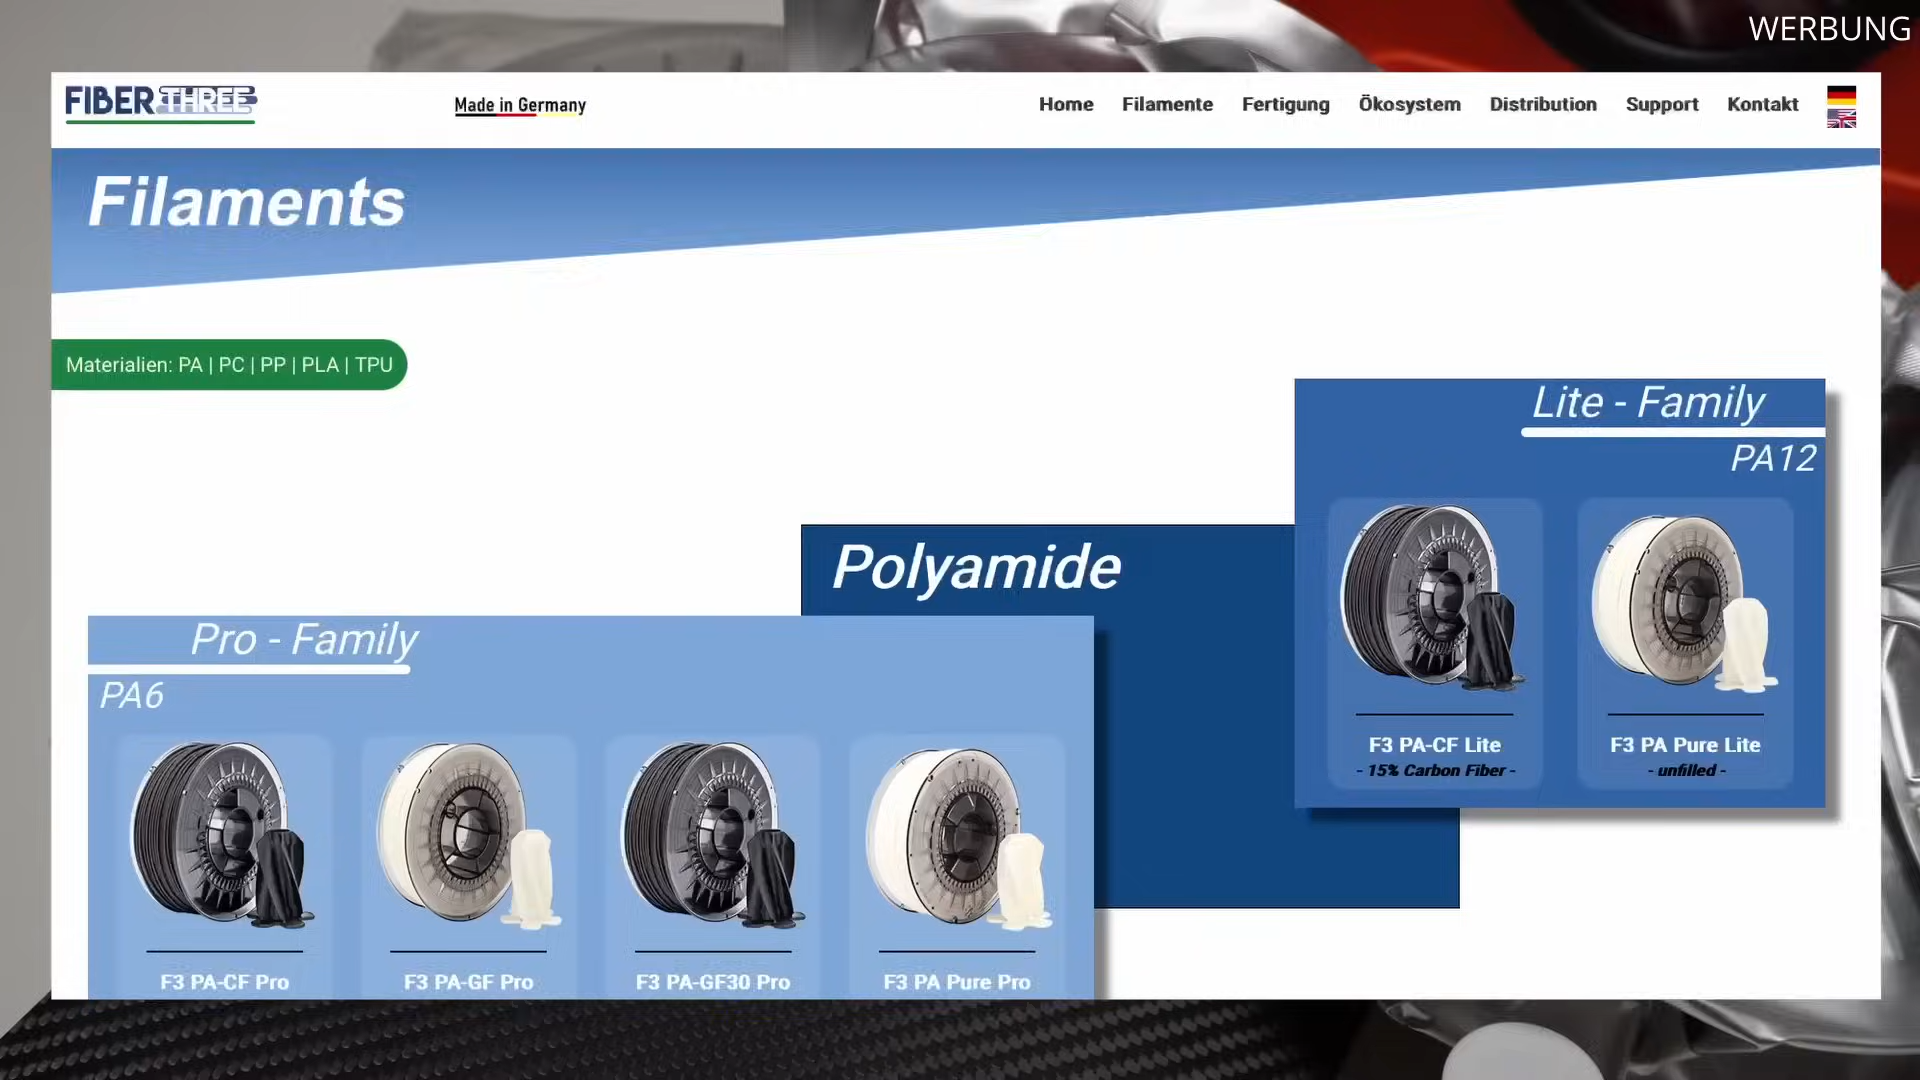 WERBUNG
FIBERTHREE
Made in Germany
Home Filamente Fertigung Ökosystem Distribution Support Kontakt
Filaments
Materialien: PA | PC | PP | PLA | TPU
Lite - Family
PA12
F3 PA-CF Lite
- 15% Carbon Fiber -
F3 PA Pure Lite
- unfilled -
Polyamide
Pro - Family
PA6
F3 PA-CF Pro
F3 PA-GF Pro
F3 PA-GF30 Pro
F3 PA Pure Pro